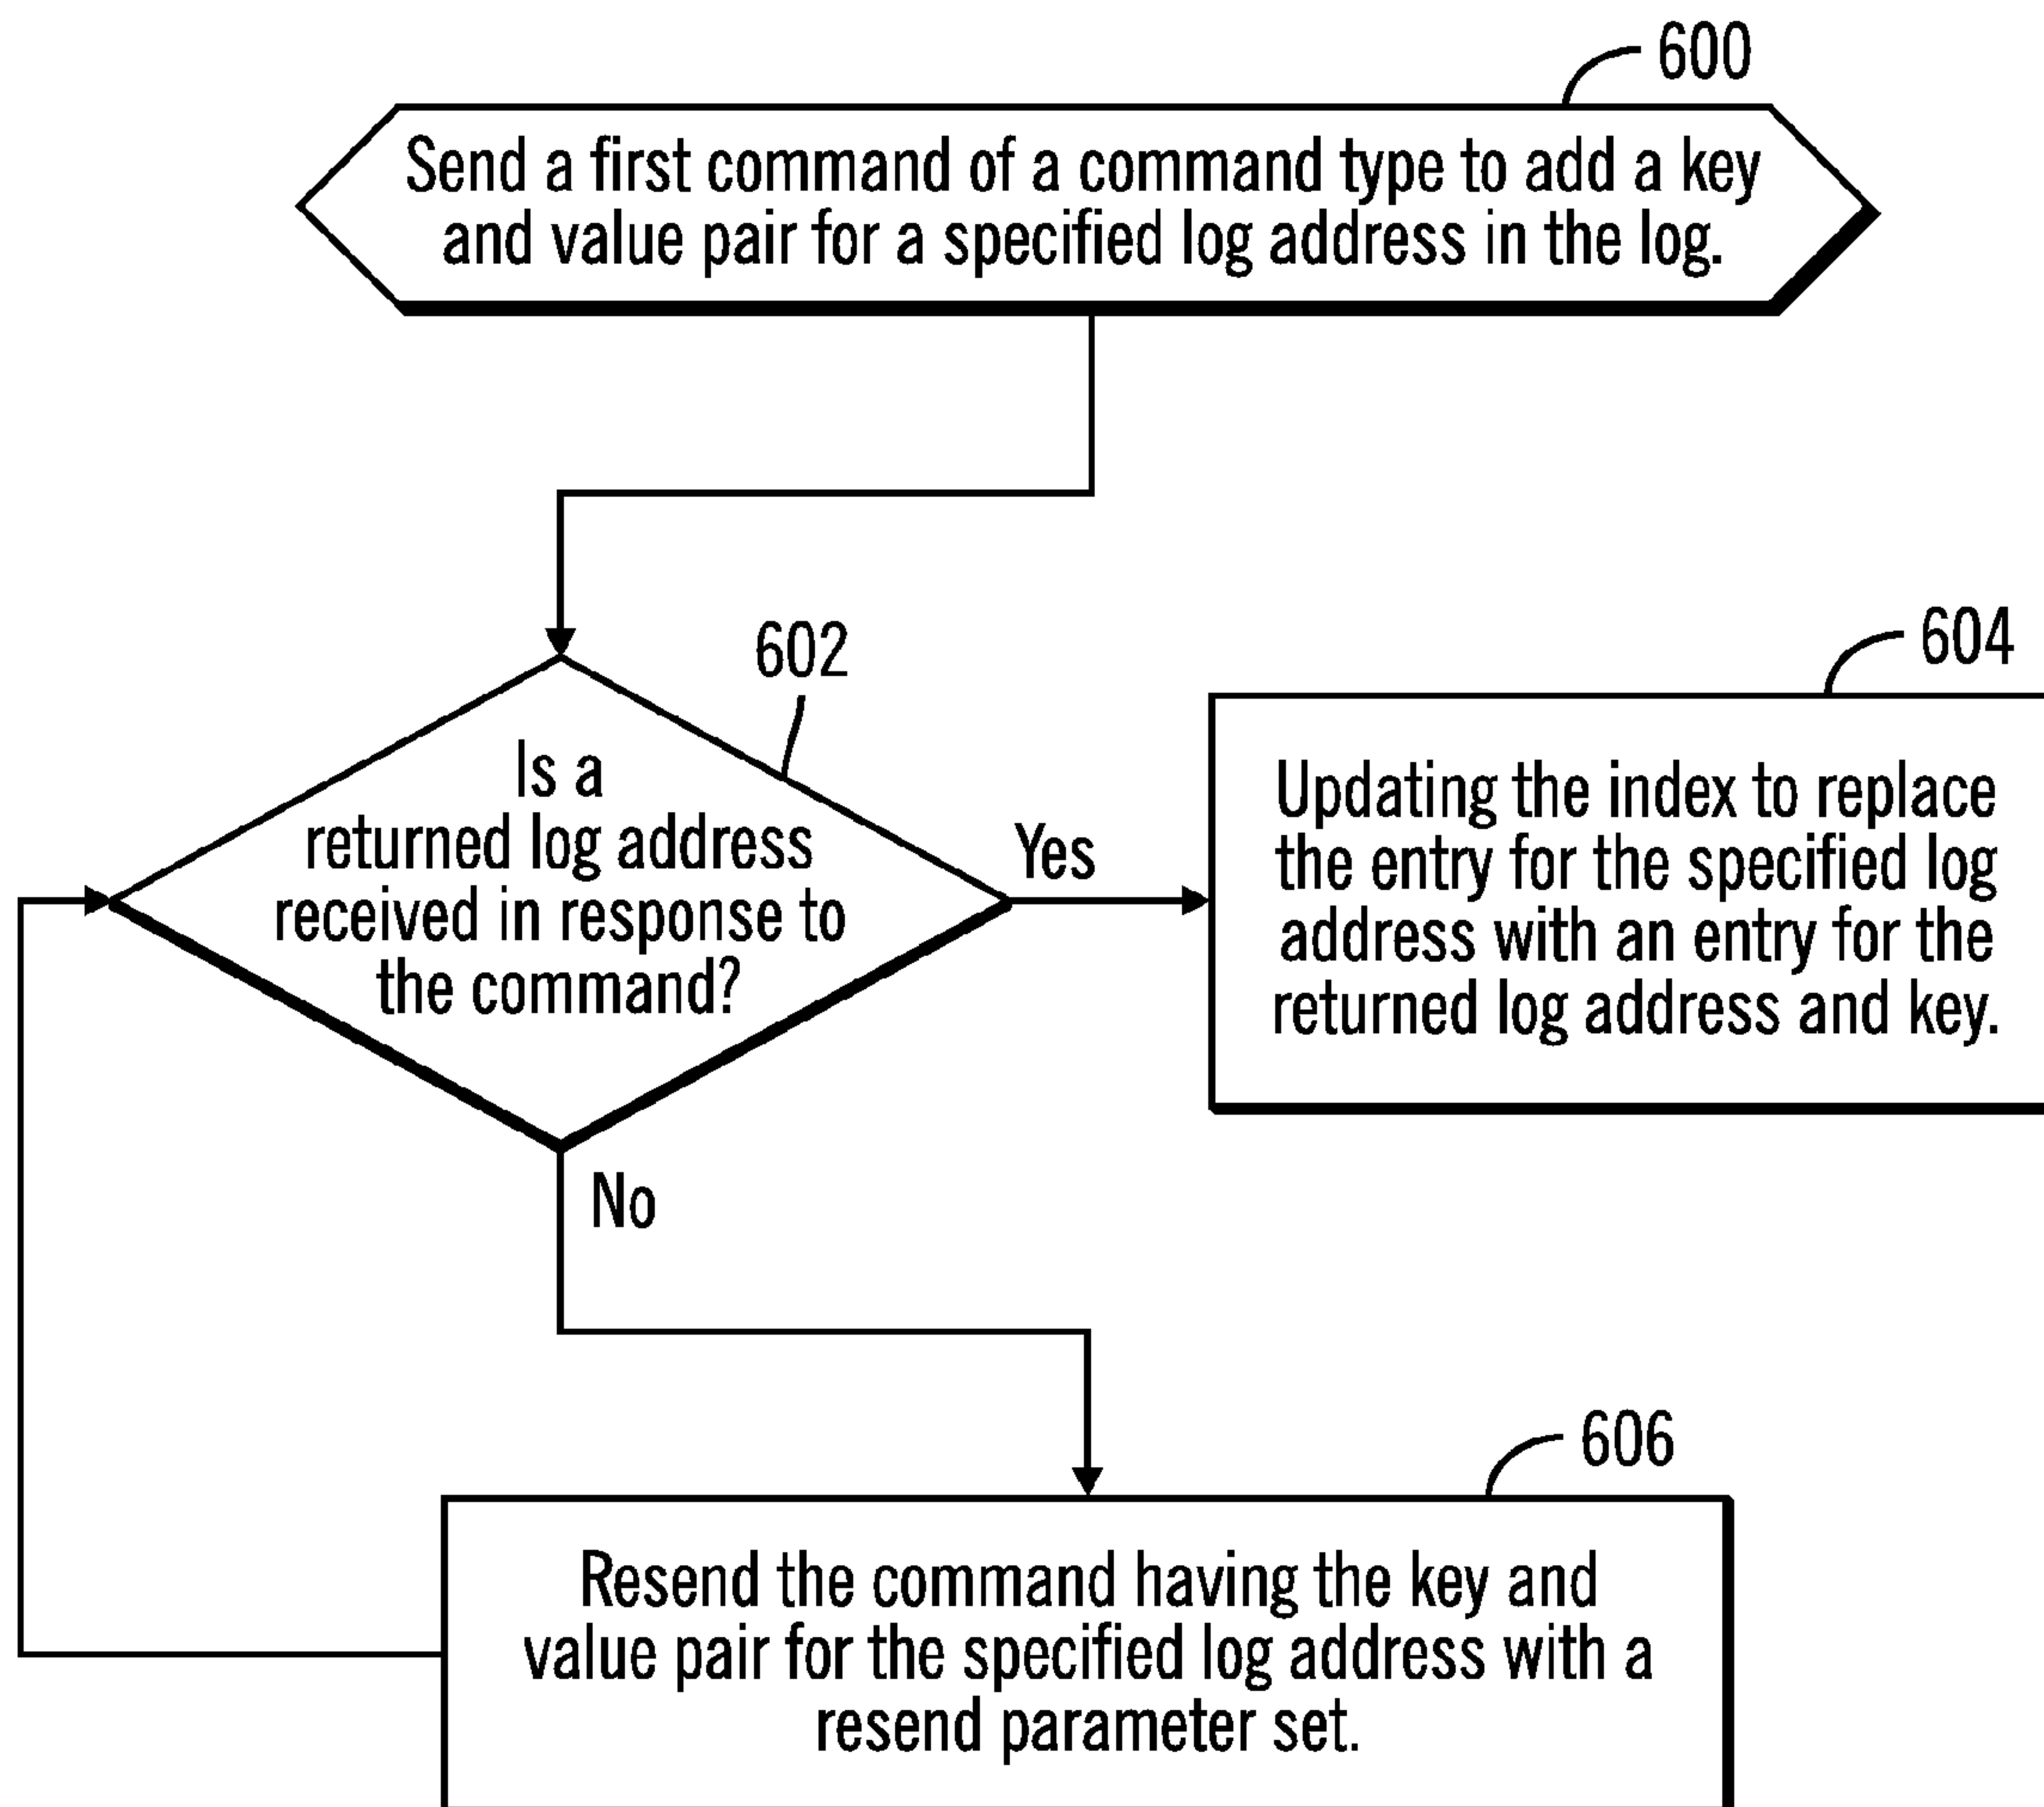 600
Send a first command of a command type to add a key
and value pair for a specified log address in the log.
602
Is a
returned log address
received in response to
the command?
Yes
604
Updating the index to replace
the entry for the specified log
address with an entry for the
returned log address and key.
No
606
Resend the command having the key and
value pair for the specified log address with a
resend parameter set.